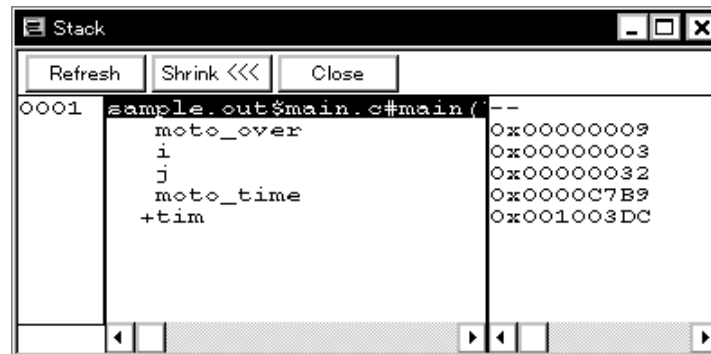 Stack
Refresh Shrink <<< Close
0001 sample.out$main.c#main( --
moto_over 0x00000009
i 0x00000003
j 0x00000032
moto_time 0x0000C7B9
+tim 0x001003DC